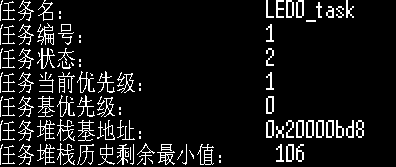 任务名： LED0_task
任务编号： 1
任务状态： 2
任务当前优先级： 1
任务基优先级： 0
任务堆栈基地址： 0x20000bd8
任务堆栈历史剩余最小值： 106